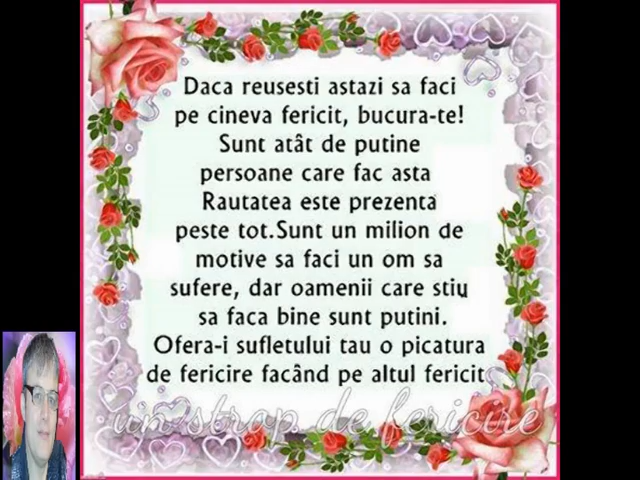 Daca reusesti astazi sa faci
pe cineva fericit, bucura-te!
Sunt atât de putine
persoane care fac asta
Rautatea este prezenta
peste tot.Sunt un milion de
motive sa faci un om sa
sufere, dar oamenii care stiu
sa faca bine sunt putini.
Ofera-i sufletului tau o picatura
de fericire facând pe altul fericit
un strop de fericire